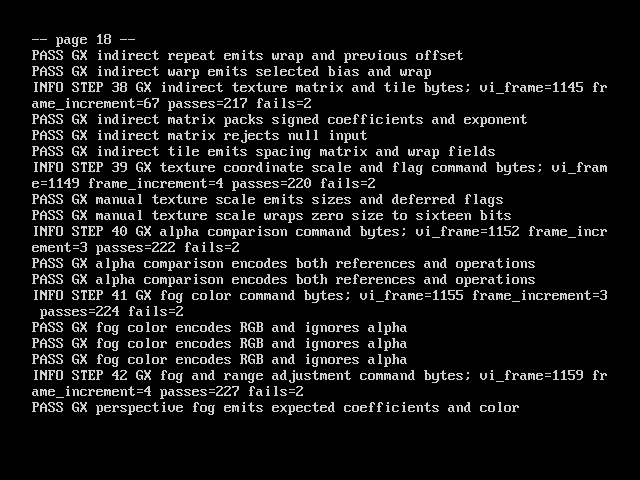 -- page 18 --
PASS GX indirect repeat emits wrap and previous offset
PASS GX indirect warp emits selected bias and wrap
INFO STEP 38 GX indirect texture matrix and tile bytes; vi_frame=1145 fr
ame_increment=67 passes=217 fails=2
PASS GX indirect matrix packs signed coefficients and exponent
PASS GX indirect matrix rejects null input
PASS GX indirect tile emits spacing matrix and wrap fields
INFO STEP 39 GX texture coordinate scale and flag command bytes; vi_fram
e=1149 frame_increment=4 passes=220 fails=2
PASS GX manual texture scale emits sizes and deferred flags
PASS GX manual texture scale wraps zero size to sixteen bits
INFO STEP 40 GX alpha comparison command bytes; vi_frame=1152 frame_incr
ement=3 passes=222 fails=2
PASS GX alpha comparison encodes both references and operations
PASS GX alpha comparison encodes both references and operations
INFO STEP 41 GX fog color command bytes; vi_frame=1155 frame_increment=3
 passes=224 fails=2
PASS GX fog color encodes RGB and ignores alpha
PASS GX fog color encodes RGB and ignores alpha
PASS GX fog color encodes RGB and ignores alpha
INFO STEP 42 GX fog and range adjustment command bytes; vi_frame=1159 fr
ame_increment=4 passes=227 fails=2
PASS GX perspective fog emits expected coefficients and color